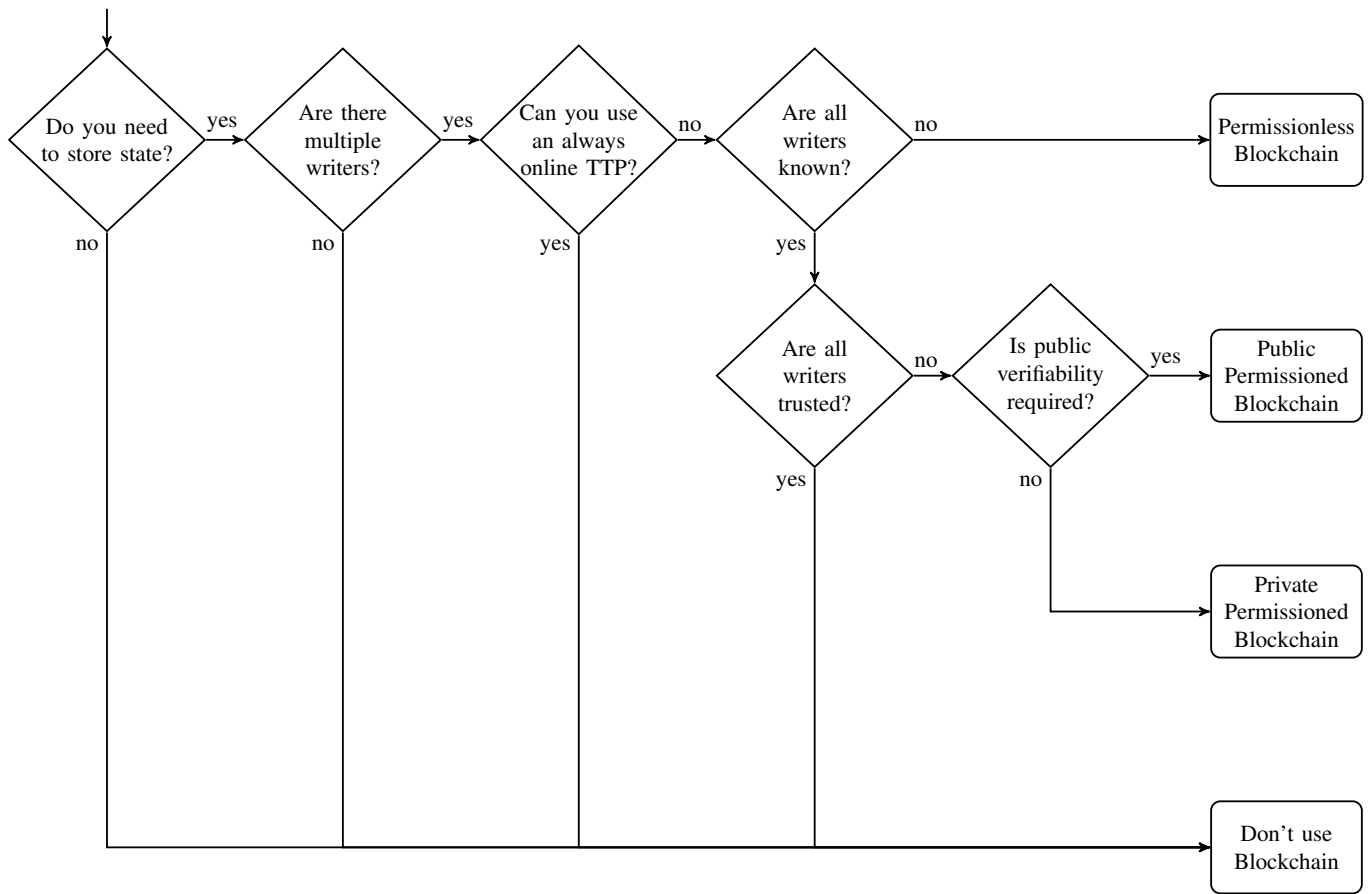 Do you need
to store state?
yes
no
Are there
multiple
writers?
yes
no
Can you use
an always
online TTP?
no
yes
Are all
writers
known?
no
yes
Permissionless
Blockchain
Are all
writers
trusted?
no
yes
Is public
verifiability
required?
yes
no
Public
Permissioned
Blockchain
Private
Permissioned
Blockchain
Don't use
Blockchain